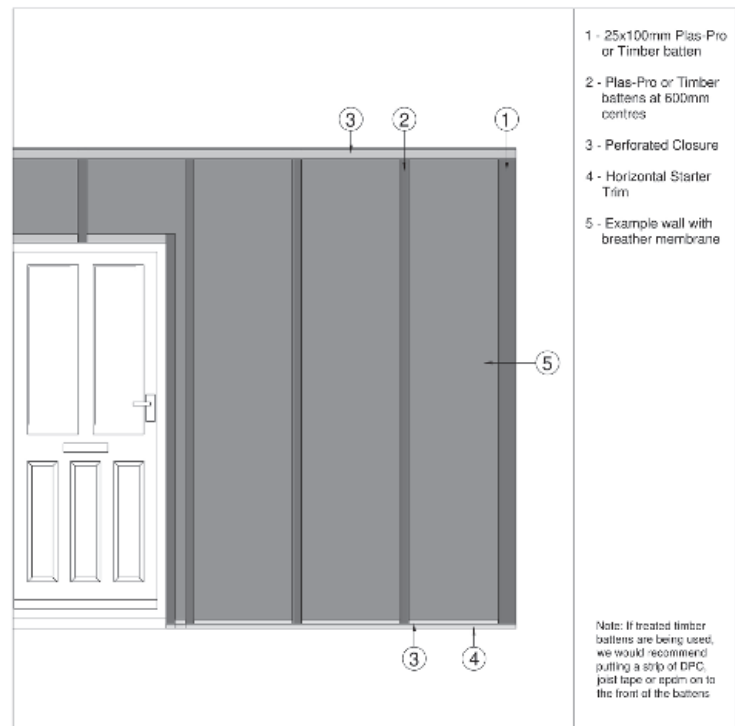 1 - 25x100mm Plas-Pro
or Timber batten
2 - Plas-Pro or Timber
battens at 600mm
centres
3 - Perforated Closure
4 - Horizontal Starter
Trim
5 - Example wall with
breather membrane
3
2
1
5
3
4
Note: If treated timber
battens are being used,
we would recommend
putting a strip of DPC,
joist tape or epdm on to
the front of the battens